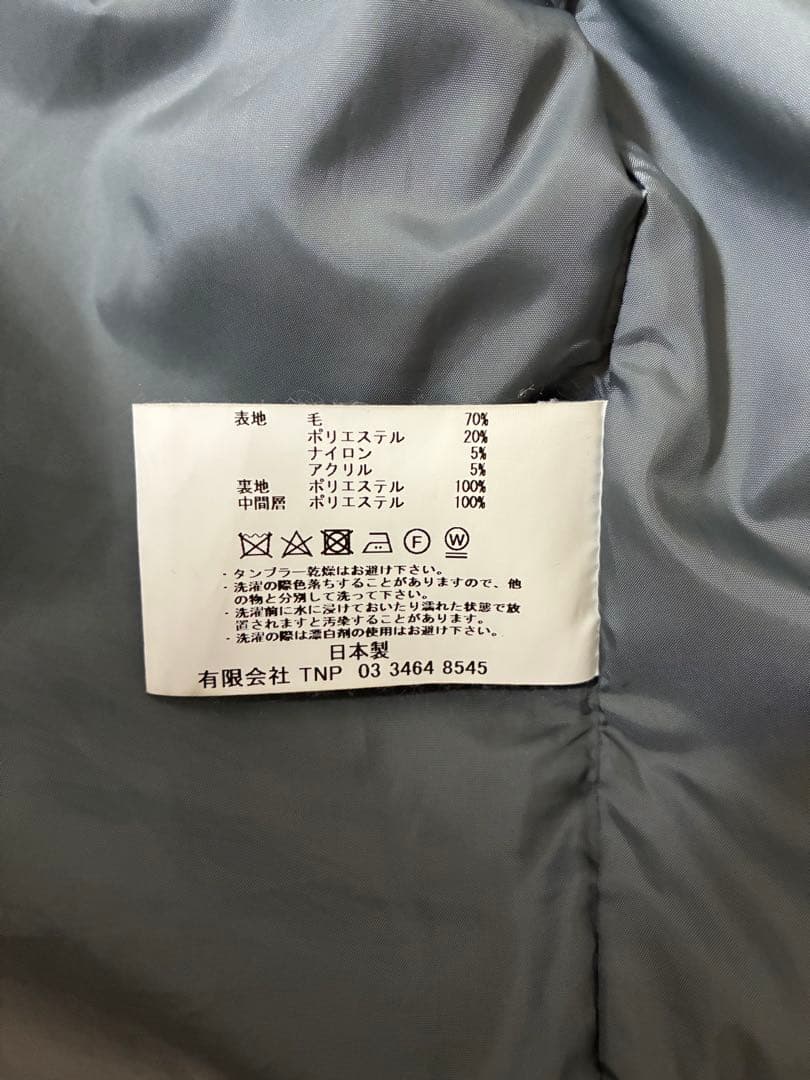 表地 毛 70%
ポリエステル 20%
ナイロン 5%
アクリル 5%
裏地 ポリエステル 100%
中間層 ポリエステル 100%
F W
・タンブラー乾燥はお避け下さい。
・洗濯の際色落ちすることがありますので、他
の物と分別して洗って下さい。
・洗濯前に水に浸けておいたり濡れた状態で放
置されますと汚染することがあります。
・洗濯の際は漂白剤の使用はお避け下さい。
日本製
有限会社 TNP 03 3464 8545